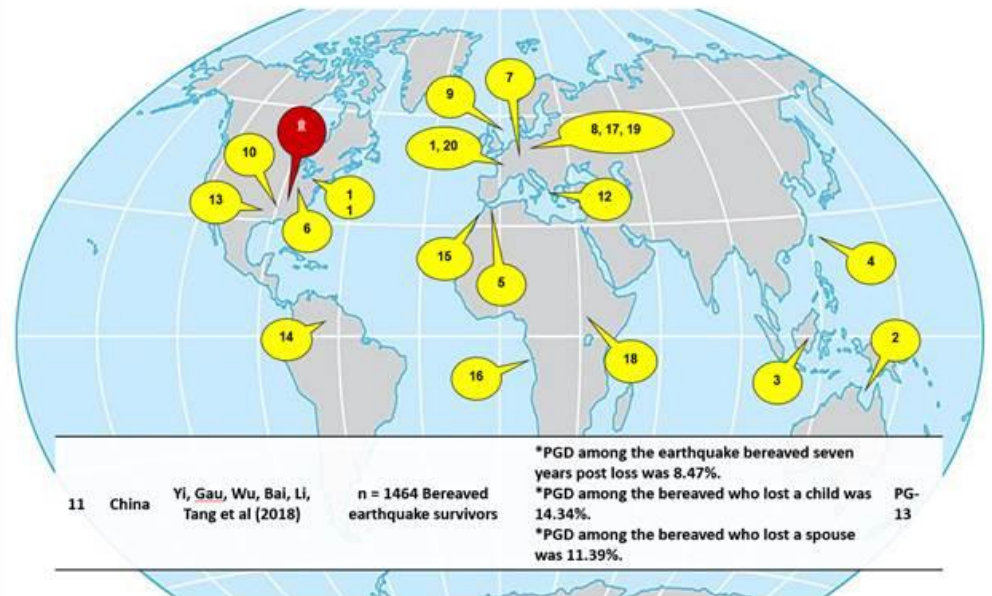 7
9
8, 17, 19
1, 20
10
1
1
13
12
6
15
4
5
14
2
18
16
3
*PGD among the earthquake bereaved seven
years post loss was 8.47%.
11 China Yi, Gau, Wu, Bai, Li, Tang et al (2018)
n = 1464 Bereaved earthquake survivors
*PGD among the bereaved who lost a child was
14.34%.
*PGD among the bereaved who lost a spouse
was 11.39%.
PG-
13